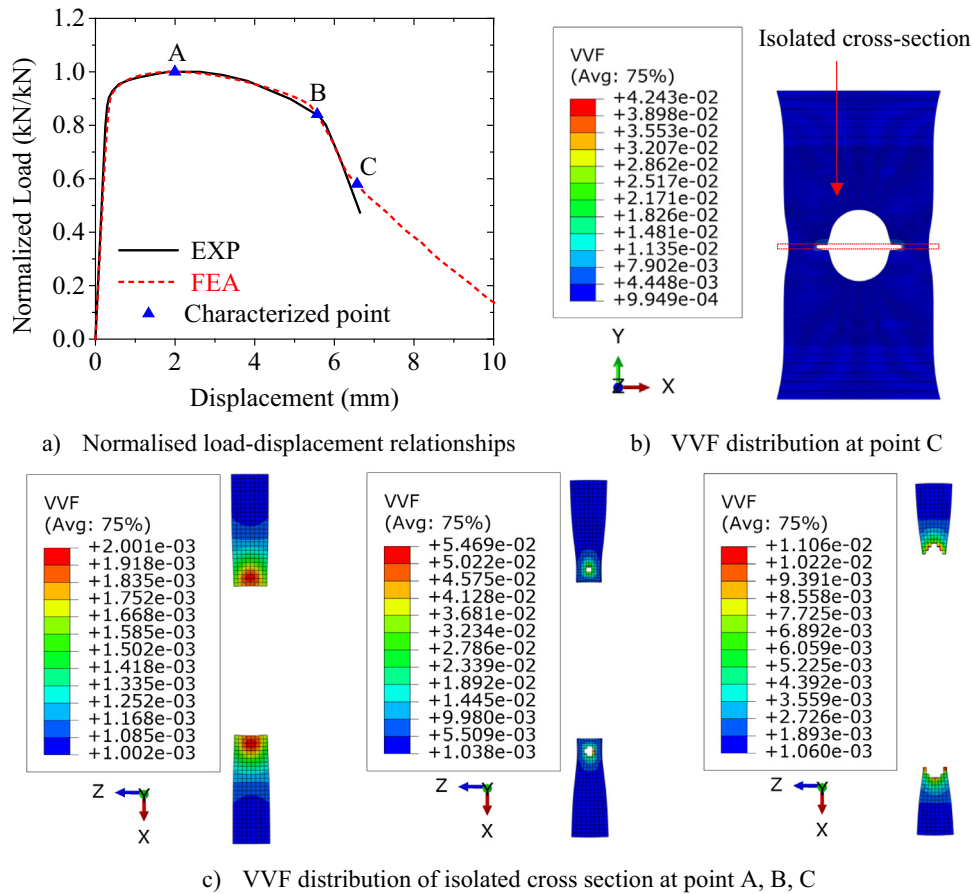 1.2
1.0
0.8
0.6
0.4
0.2
0.0
Normalized Load (kN/kN)
A
B
C
EXP
FEA
Characterized point
0 2 4 6 8 10
Displacement (mm)
a) Normalised load-displacement relationships
VVF
(Avg: 75%)
+4.243e-02
+3.898e-02
+3.553e-02
+3.207e-02
+2.862e-02
+2.517e-02
+2.171e-02
+1.826e-02
+1.481e-02
+1.135e-02
+7.902e-03
+4.448e-03
+9.949e-04
Isolated cross-section
Y
Z X
b) VVF distribution at point C
VVF
(Avg: 75%)
+2.001e-03
+1.918e-03
+1.835e-03
+1.752e-03
+1.668e-03
+1.585e-03
+1.502e-03
+1.418e-03
+1.335e-03
+1.252e-03
+1.168e-03
+1.085e-03
+1.002e-03
Z Y
X
VVF
(Avg: 75%)
+5.469e-02
+5.022e-02
+4.575e-02
+4.128e-02
+3.681e-02
+3.234e-02
+2.786e-02
+2.339e-02
+1.892e-02
+1.445e-02
+9.980e-03
+5.509e-03
+1.038e-03
Z Y
X
VVF
(Avg: 75%)
+1.106e-02
+1.022e-02
+9.391e-03
+8.558e-03
+7.725e-03
+6.892e-03
+6.059e-03
+5.225e-03
+4.392e-03
+3.559e-03
+2.726e-03
+1.893e-03
+1.060e-03
Z Y
X
c) VVF distribution of isolated cross section at point A, B, C